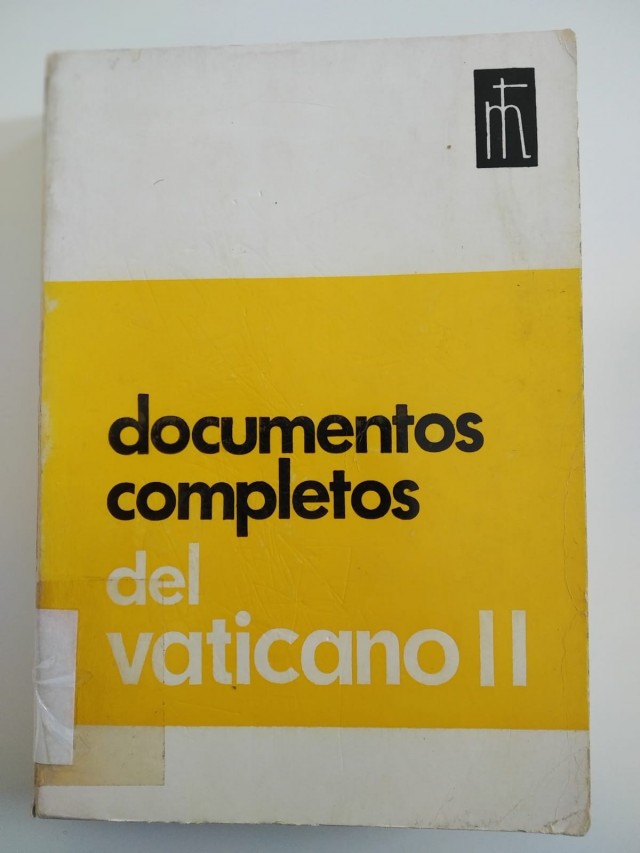 documentos
completos
del
vaticano II